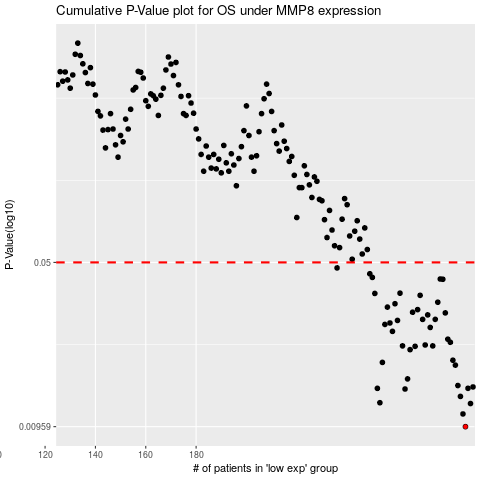 Cumulative P-Value plot for OS under MMP8 expression
P-Value(log10)
0.05
0.00959
0 120 140 160 180
# of patients in 'low exp' group